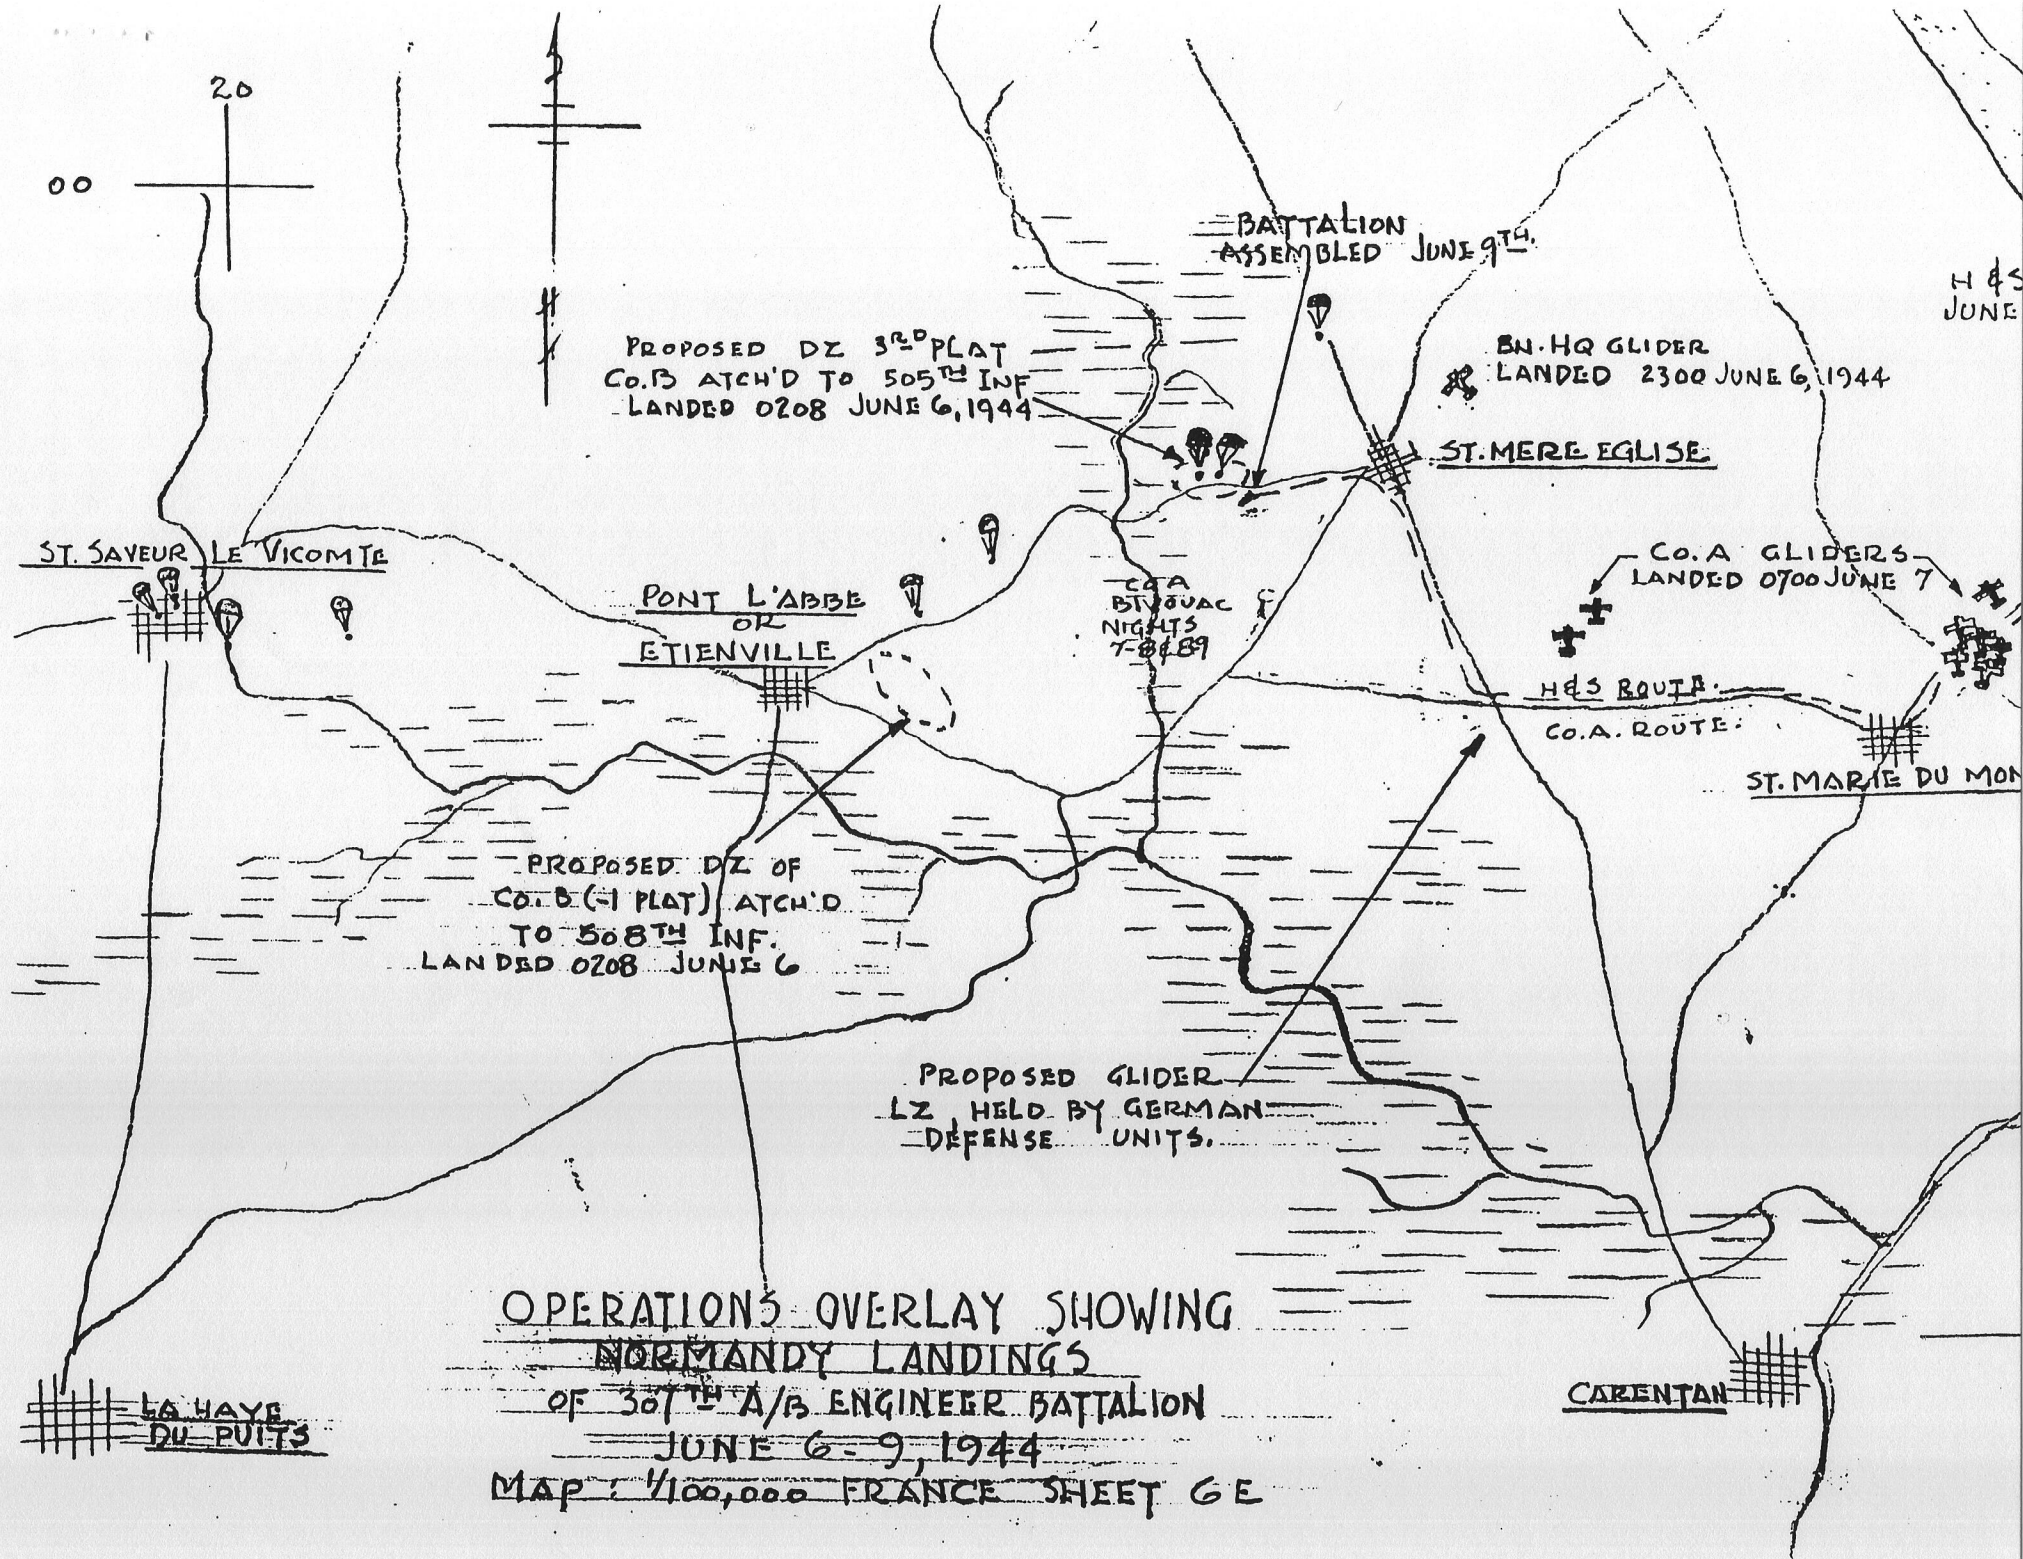 20
00
BATTALION
ASSEMBLED JUNE 9TH.
H & S
JUNE
PROPOSED DZ 3RD PLAT
CO.B ATCH'D TO 505TH INF
LANDED 0208 JUNE 6, 1944
BN. HQ GLIDER
LANDED 2300 JUNE 6, 1944
ST. MERE EGLISE
ST. SAVEUR LE VICOMTE
CO. A GLIDERS
LANDED 0700 JUNE 7
PONT L'ABBE
OR
ETIENVILLE
CO A
BIVOUAC
NIGHTS
7-8 & 89
H&S ROUTE.
CO. A. ROUTE.
ST. MARIE DU MON
PROPOSED DZ OF
CO. B (-1 PLAT) ATCH'D
TO 508TH INF.
LANDED 0208 JUNE 6
PROPOSED GLIDER
LZ, HELD BY GERMAN
DEFENSE UNITS.
OPERATIONS OVERLAY SHOWING
NORMANDY LANDINGS
OF 307TH A/B ENGINEER BATTALION
JUNE 6-9, 1944
MAP: 1/100,000 FRANCE SHEET 6E
LA HAYE
DU PUITS
CARENTAN